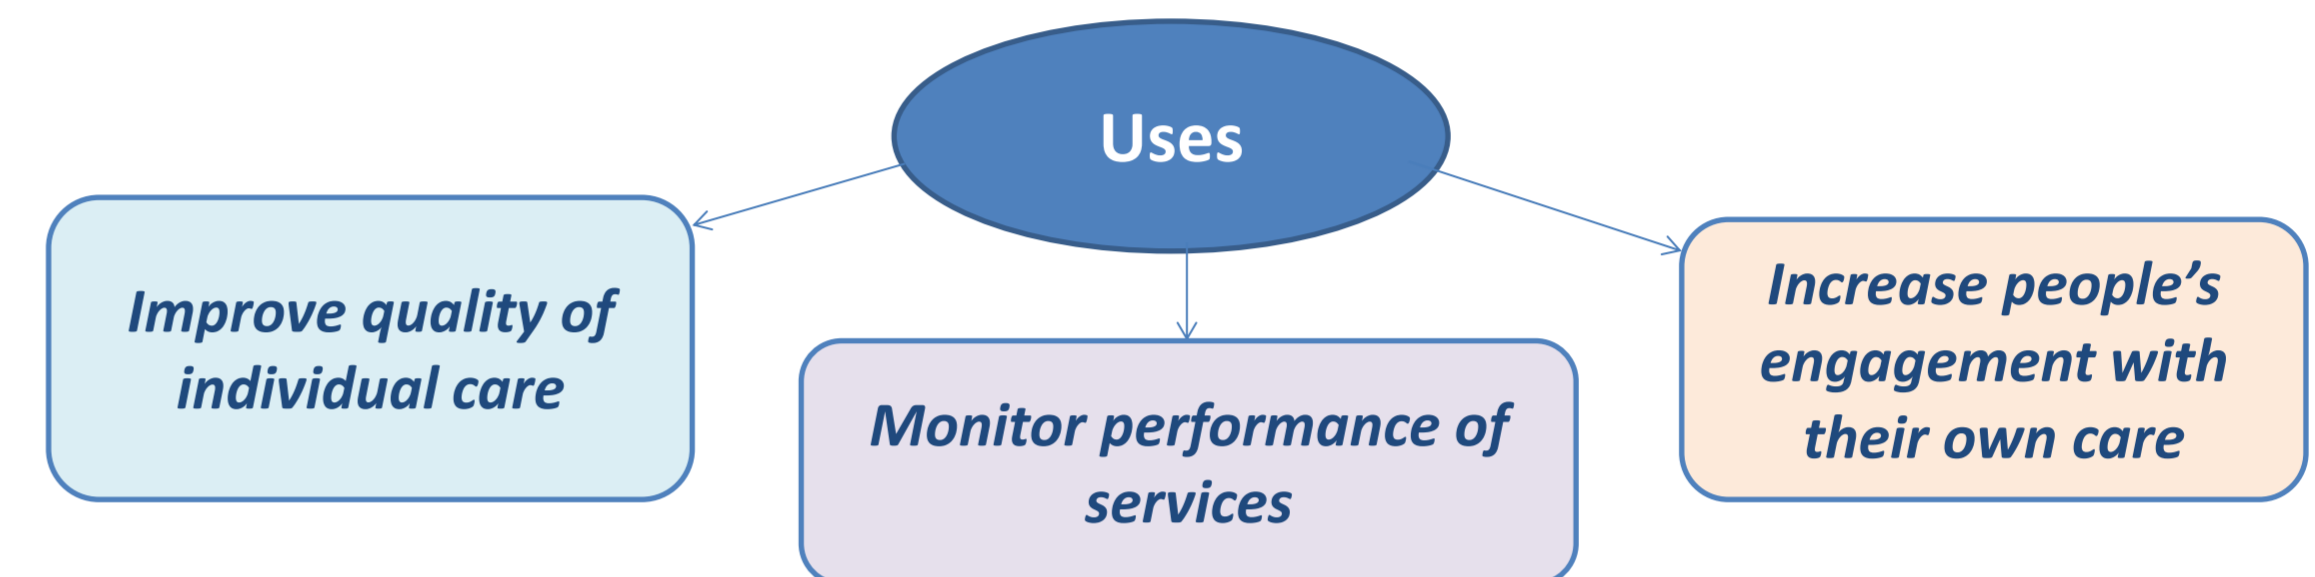 Uses
Improve quality of
individual care
Monitor performance of
services
Increase people’s
engagement with
their own care